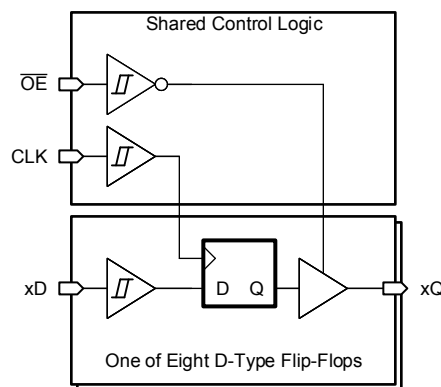 Shared Control Logic
OE
CLK
xD
D Q
xQ
One of Eight D-Type Flip-Flops